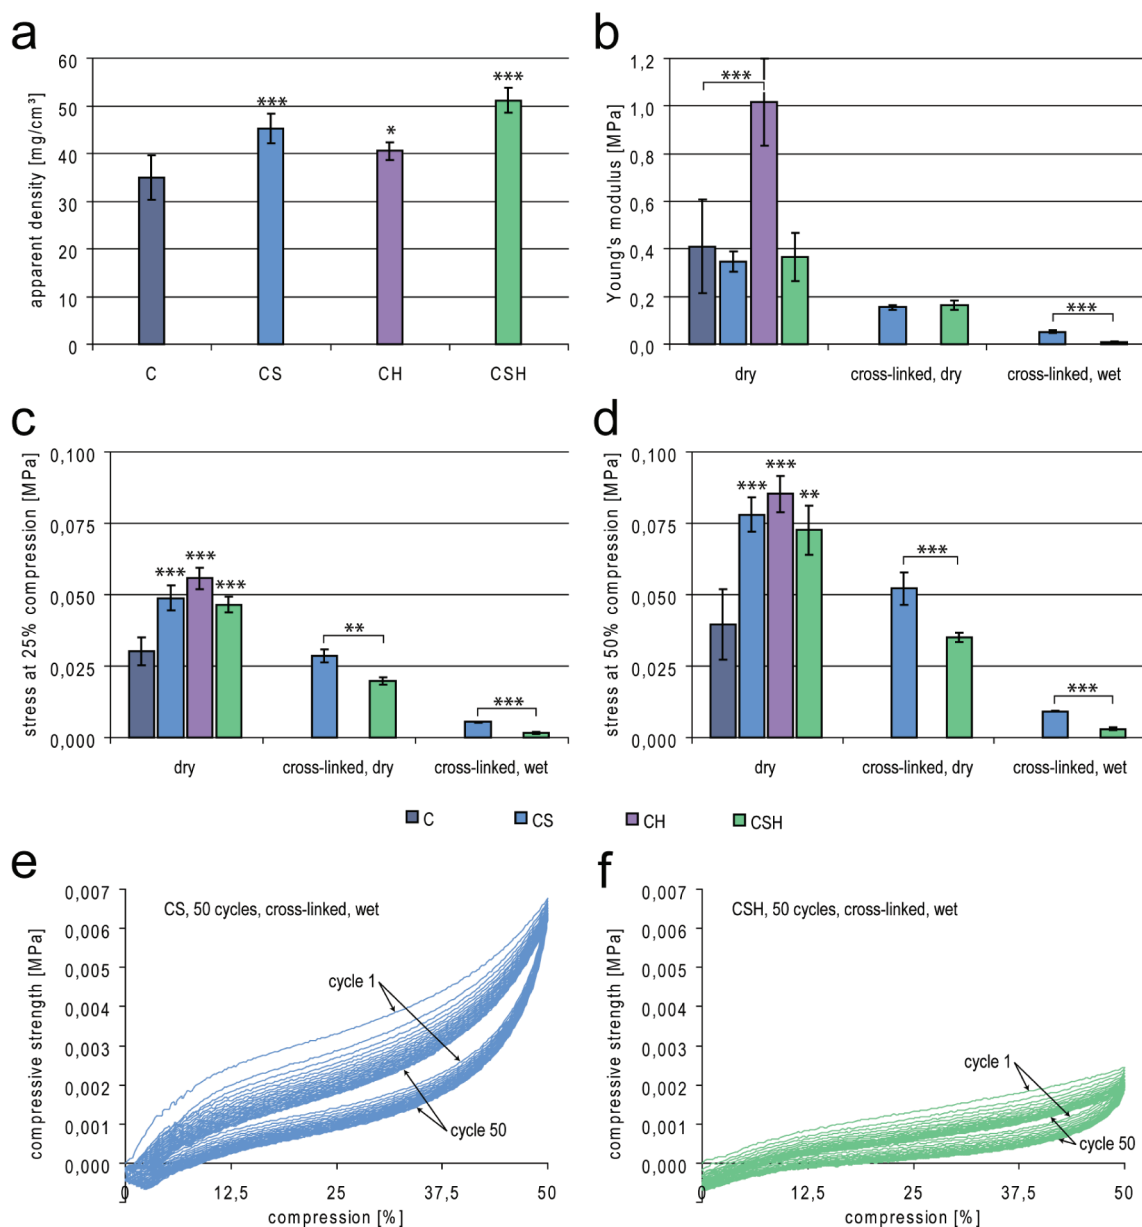 a
apparent density [mg/cm³]
60
50
40
30
20
10
0
***
*
***
C CS CH CSH
b
Young's modulus [MPa]
1,2
1,0
0,8
0,6
0,4
0,2
0,0
***
***
dry cross-linked, dry cross-linked, wet
c
stress at 25% compression [MPa]
0,100
0,075
0,050
0,025
0,000
***
***
***
**
***
dry cross-linked, dry cross-linked, wet
d
stress at 50% compression [MPa]
0,100
0,075
0,050
0,025
0,000
***
***
**
***
***
dry cross-linked, dry cross-linked, wet
C CS CH CSH
e
compressive strength [MPa]
0,007
0,006
0,005
0,004
0,003
0,002
0,001
0,000
CS, 50 cycles, cross-linked, wet
cycle 1
cycle 50
0 12,5 25 37,5 50
compression [%]
f
compressive strength [MPa]
0,007
0,006
0,005
0,004
0,003
0,002
0,001
0,000
CSH, 50 cycles, cross-linked, wet
cycle 1
cycle 50
0 12,5 25 37,5 50
compression [%]